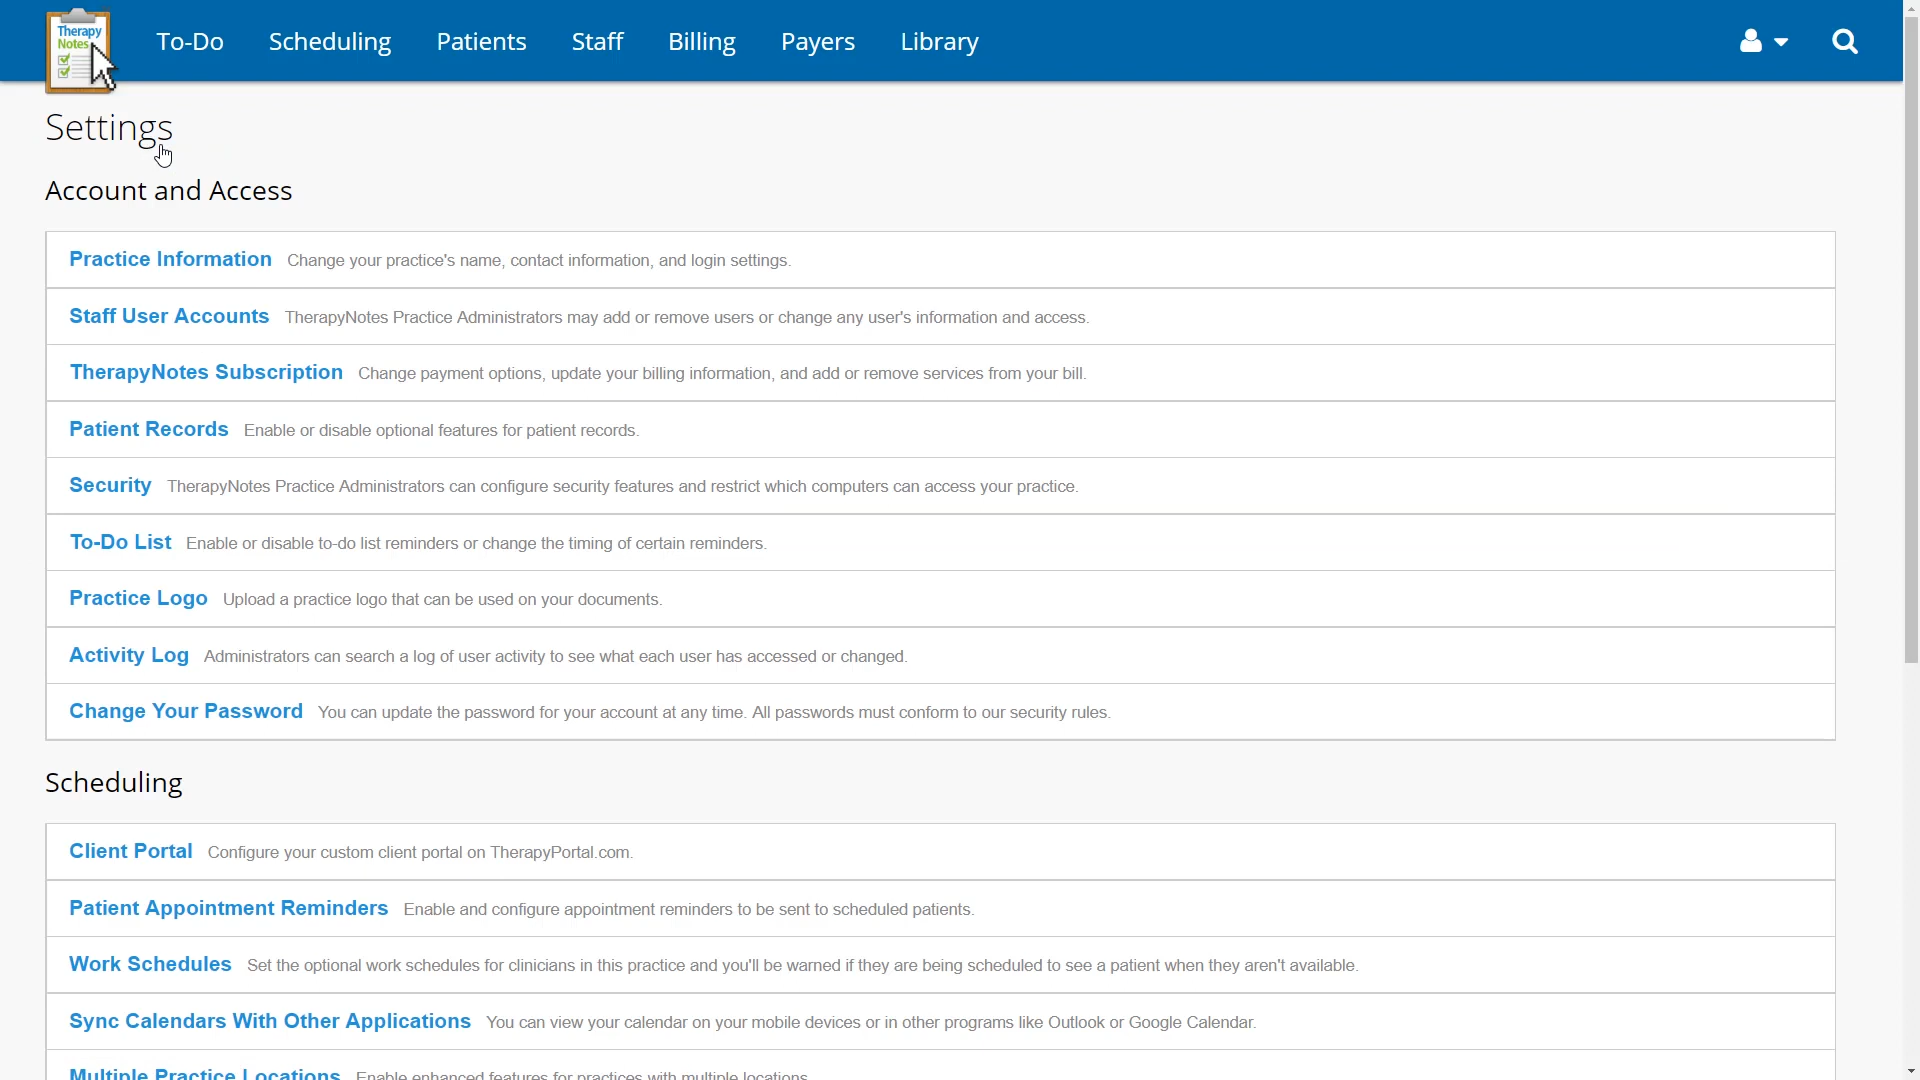 Therapy
Notes
To-Do Scheduling Patients Staff Billing Payers Library
Settings
Account and Access
Practice Information Change your practice's name, contact information, and login settings.
Staff User Accounts TherapyNotes Practice Administrators may add or remove users or change any user's information and access.
TherapyNotes Subscription Change payment options, update your billing information, and add or remove services from your bill.
Patient Records Enable or disable optional features for patient records.
Security TherapyNotes Practice Administrators can configure security features and restrict which computers can access your practice.
To-Do List Enable or disable to-do list reminders or change the timing of certain reminders.
Practice Logo Upload a practice logo that can be used on your documents.
Activity Log Administrators can search a log of user activity to see what each user has accessed or changed.
Change Your Password You can update the password for your account at any time. All passwords must conform to our security rules.
Scheduling
Client Portal Configure your custom client portal on TherapyPortal.com.
Patient Appointment Reminders Enable and configure appointment reminders to be sent to scheduled patients.
Work Schedules Set the optional work schedules for clinicians in this practice and you'll be warned if they are being scheduled to see a patient when they aren't available.
Sync Calendars With Other Applications You can view your calendar on your mobile devices or in other programs like Outlook or Google Calendar.
Multiple Practice Locations Enable enhanced features for practices with multiple locations.